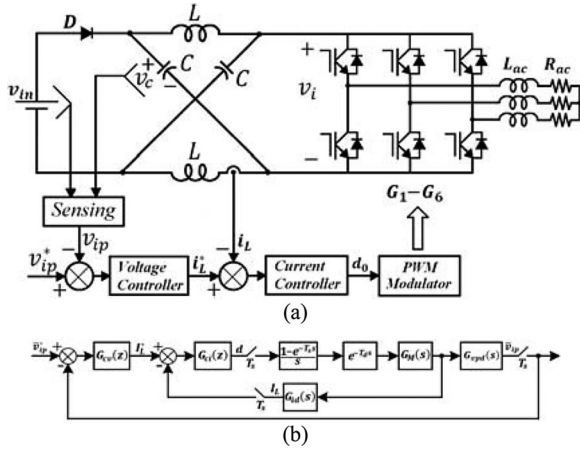 D
L
L_ac R_ac
v_in
+
v_c
−
C
C
+
v_i
−
L
Sensing
G_1−G_6
v_ip
i_L
v_ip^*
−
+
Voltage Controller
i_L^*
−
+
Current Controller
d_0
PWM Modulator
(a)
v̄_ip^*
+
−
G_cv(z)
I_L^*
+
−
G_ci(z)
d
T_s
1−e^{−T_s s}
s
e^{−T_d s}
G_M(s)
G_vpd(s)
v̄_ip
T_s
I_L
T_s
G_id(s)
(b)